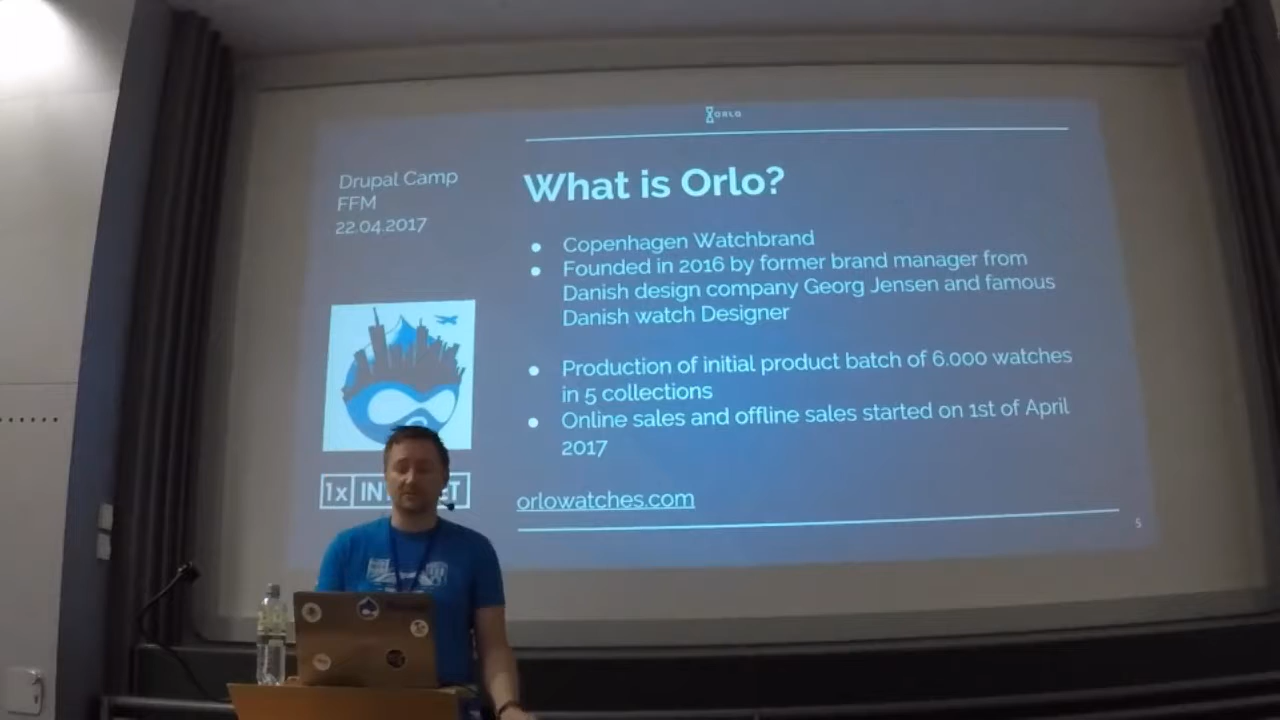 ORLO
Drupal Camp
FFM
22.04.2017
What is Orlo?
● Copenhagen Watchbrand
● Founded in 2016 by former brand manager from
Danish design company Georg Jensen and famous
Danish watch Designer
● Production of initial product batch of 6.000 watches
in 5 collections
● Online sales and offline sales started on 1st of April
2017
orlowatches.com
5
1x